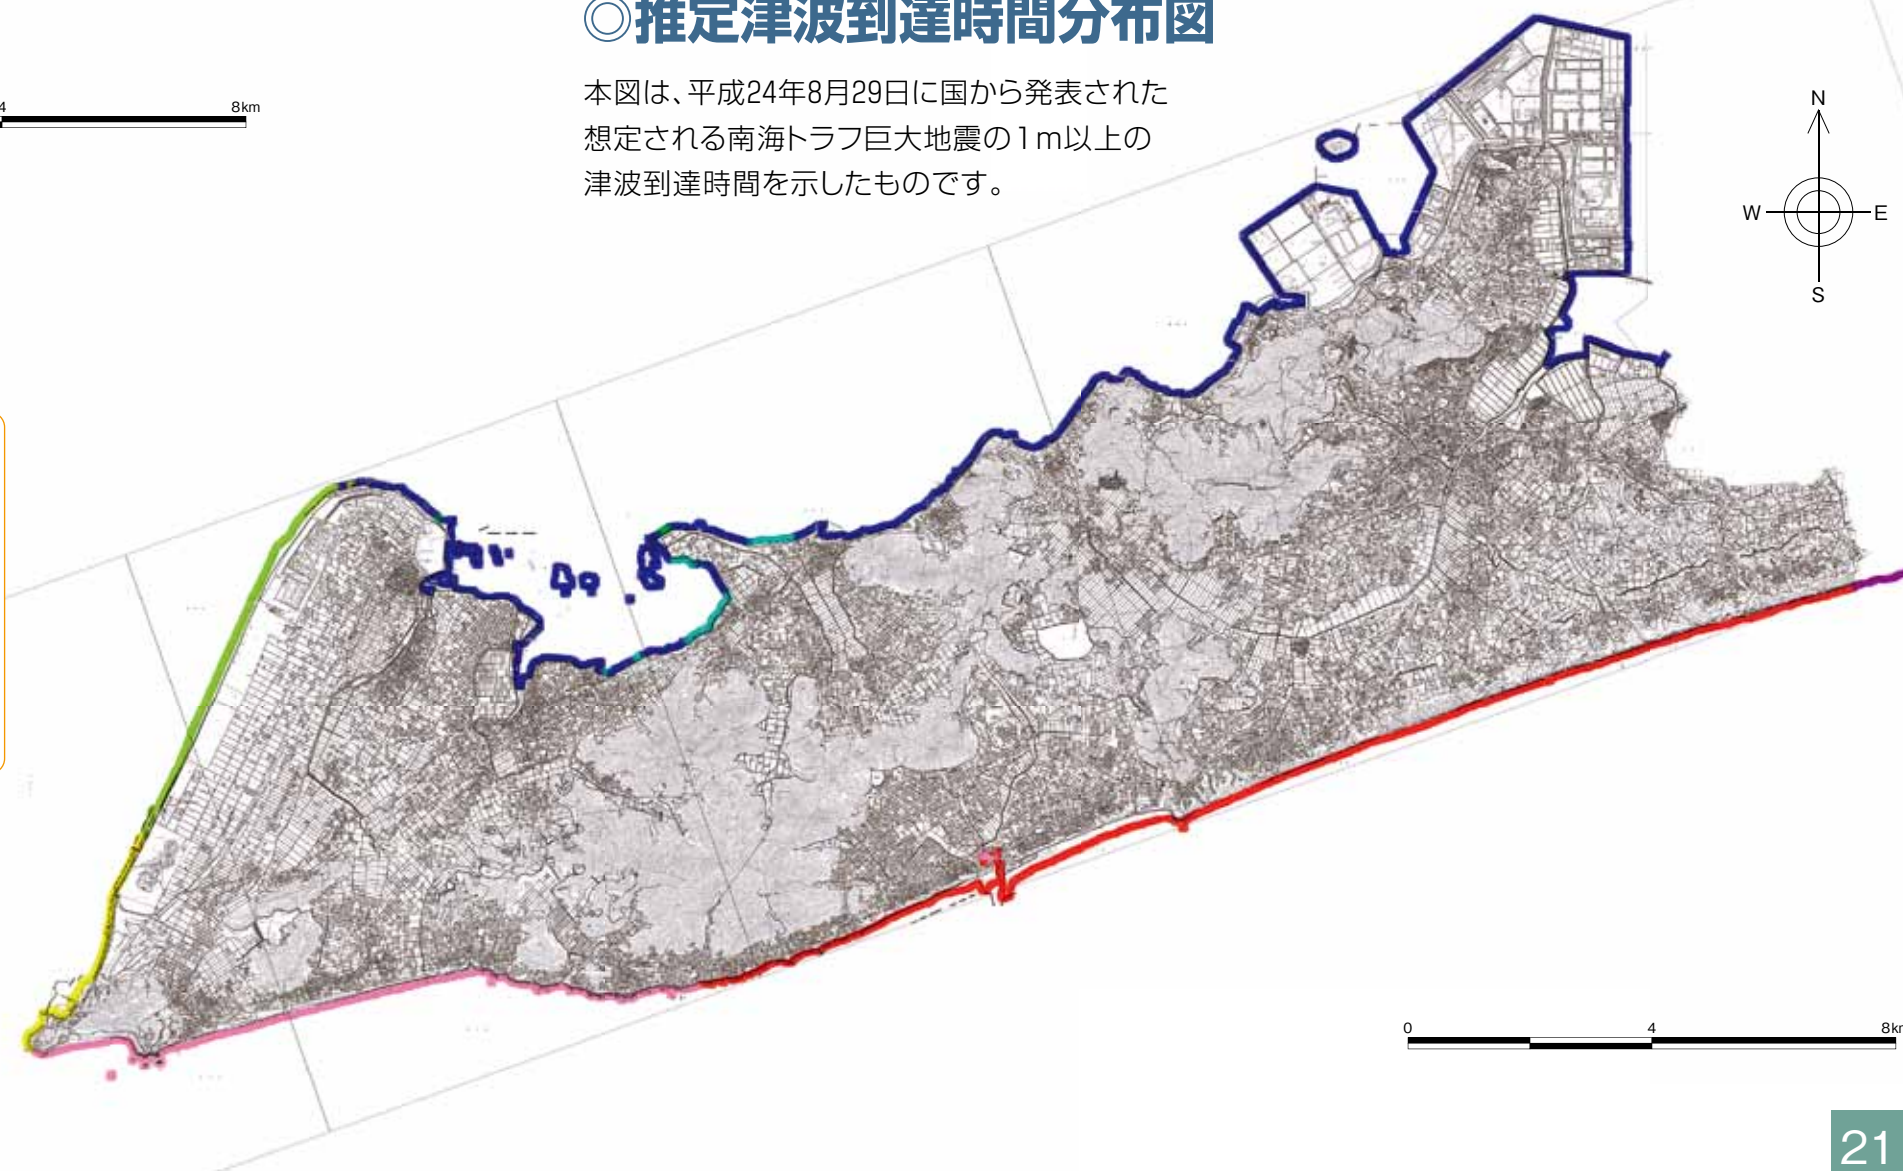 ◎推定津波到達時間分布図
本図は、平成24年8月29日に国から発表された
想定される南海トラフ巨大地震の1m以上の
津波到達時間を示したものです。
4 8km
N
W E
S
0 4 8km
21